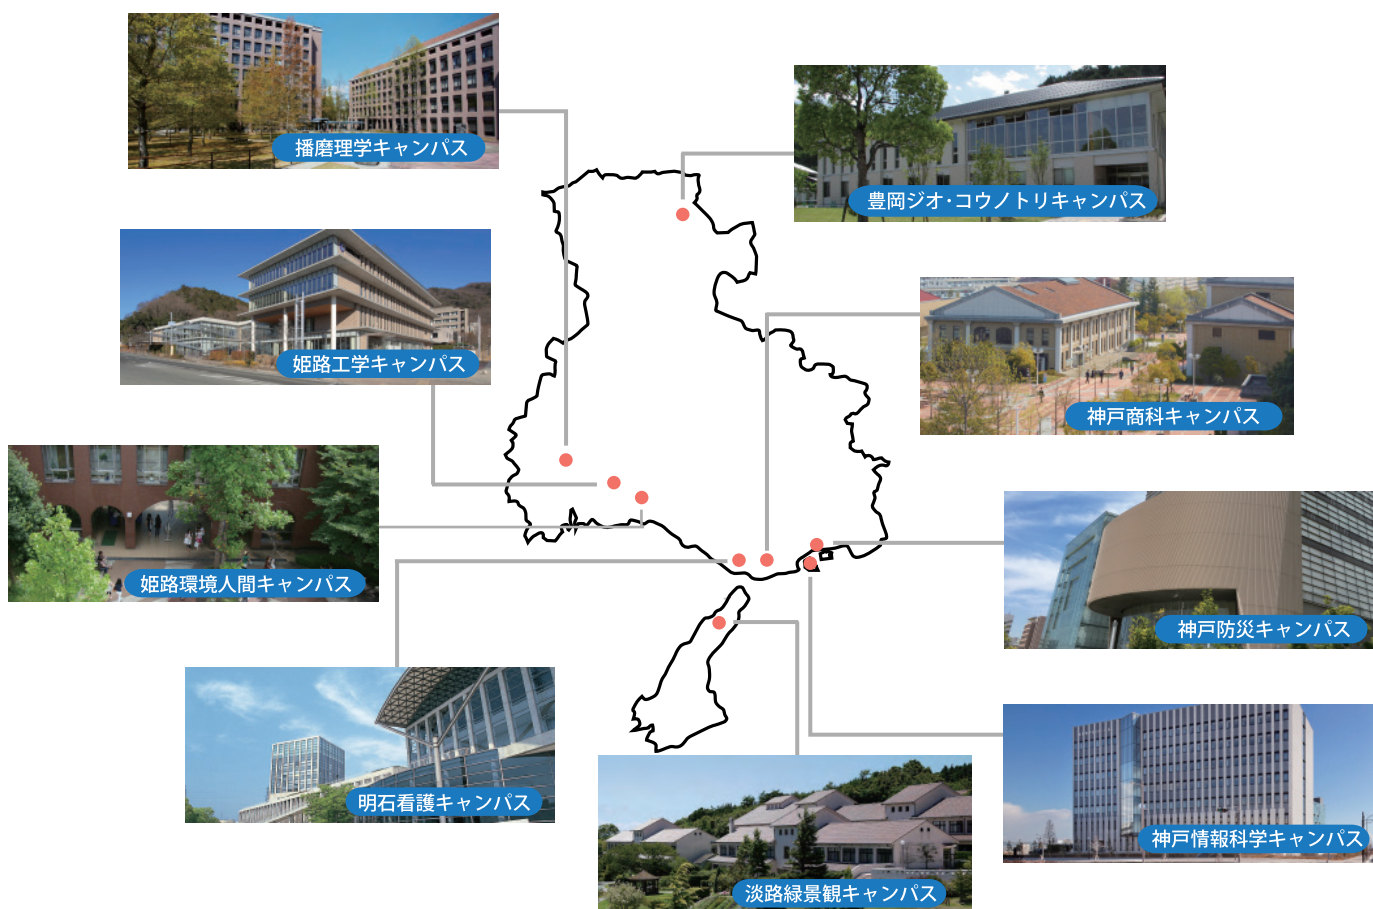 播磨理学キャンパス
豊岡ジオ・コウノトリキャンパス
姫路工学キャンパス
神戸商科キャンパス
姫路環境人間キャンパス
神戸防災キャンパス
明石看護キャンパス
神戸情報科学キャンパス
淡路緑景観キャンパス